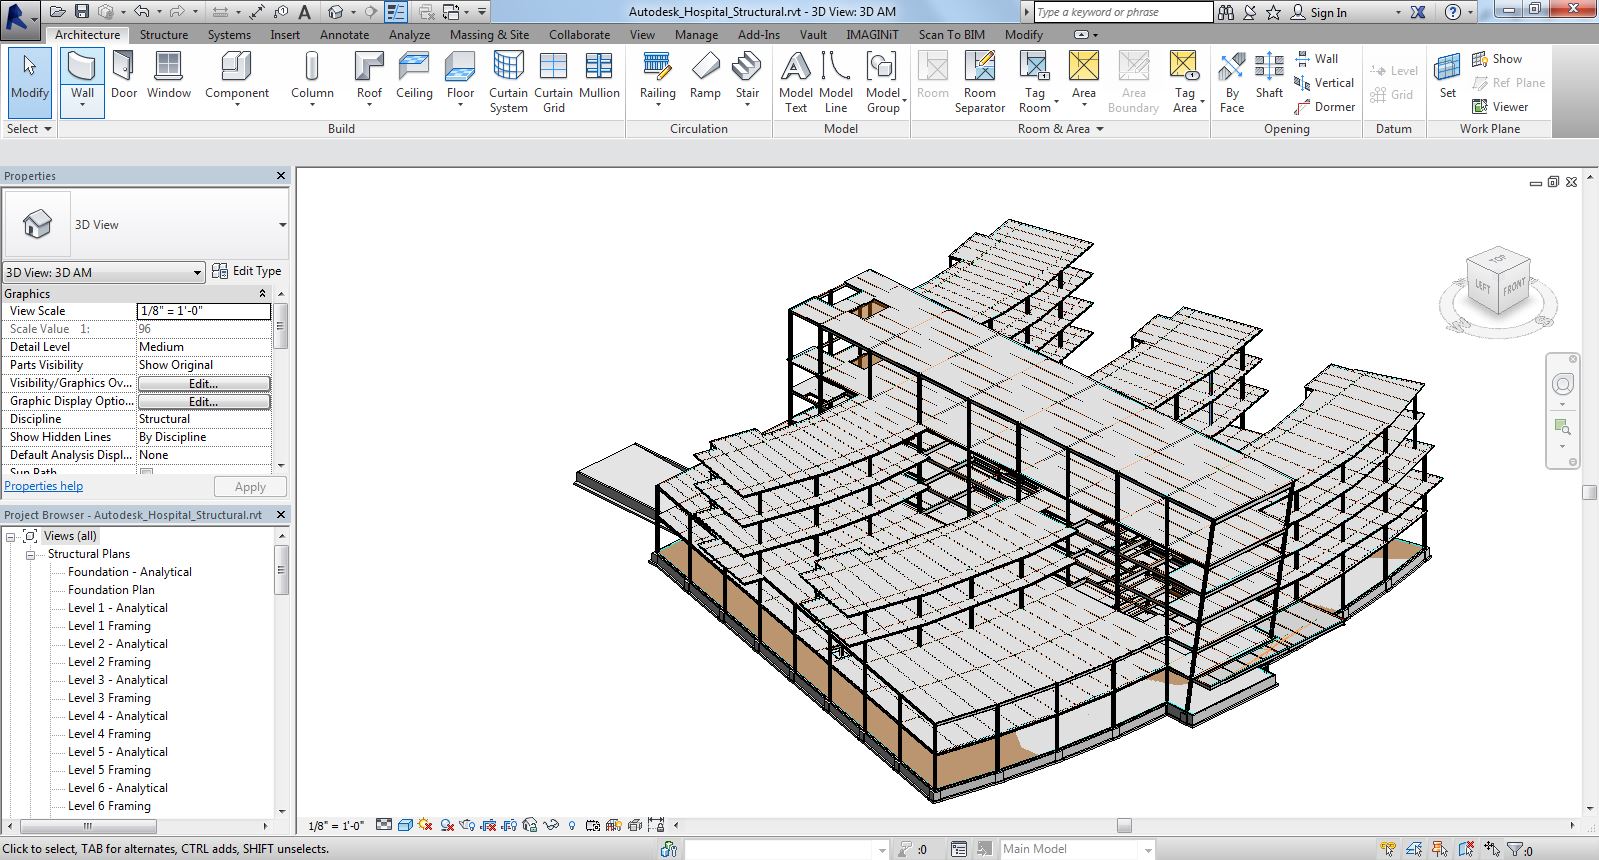 Autodesk_Hospital_Structural.rvt - 3D View: 3D AM
Type a keyword or phrase
Sign In
Architecture Structure Systems Insert Annotate Analyze Massing & Site Collaborate View Manage Add-Ins Vault IMAGINiT Scan To BIM Modify
Modify
Wall
Door
Window
Component
Column
Roof
Ceiling
Floor
Curtain System
Curtain Grid
Mullion
Railing
Ramp
Stair
Model Text
Model Line
Model Group
Room
Room Separator
Tag Room
Area
Area Boundary
Tag Area
By Face
Shaft
Wall
Vertical
Dormer
Level
Grid
Set
Show
Ref Plane
Viewer
Select
Build
Circulation
Model
Room & Area
Opening
Datum
Work Plane
Properties
3D View
3D View: 3D AM
Edit Type
Graphics
View Scale 1/8" = 1'-0"
Scale Value 1: 96
Detail Level Medium
Parts Visibility Show Original
Visibility/Graphics Ov... Edit...
Graphic Display Optio... Edit...
Discipline Structural
Show Hidden Lines By Discipline
Default Analysis Displ... None
Sun Path
Properties help
Apply
Project Browser - Autodesk_Hospital_Structural.rvt
Views (all)
Structural Plans
Foundation - Analytical
Foundation Plan
Level 1 - Analytical
Level 1 Framing
Level 2 - Analytical
Level 2 Framing
Level 3 - Analytical
Level 3 Framing
Level 4 - Analytical
Level 4 Framing
Level 5 - Analytical
Level 5 Framing
Level 6 - Analytical
Level 6 Framing
TOP
LEFT
FRONT
1/8" = 1'-0"
Click to select, TAB for alternates, CTRL adds, SHIFT unselects.
:0
Main Model
:0